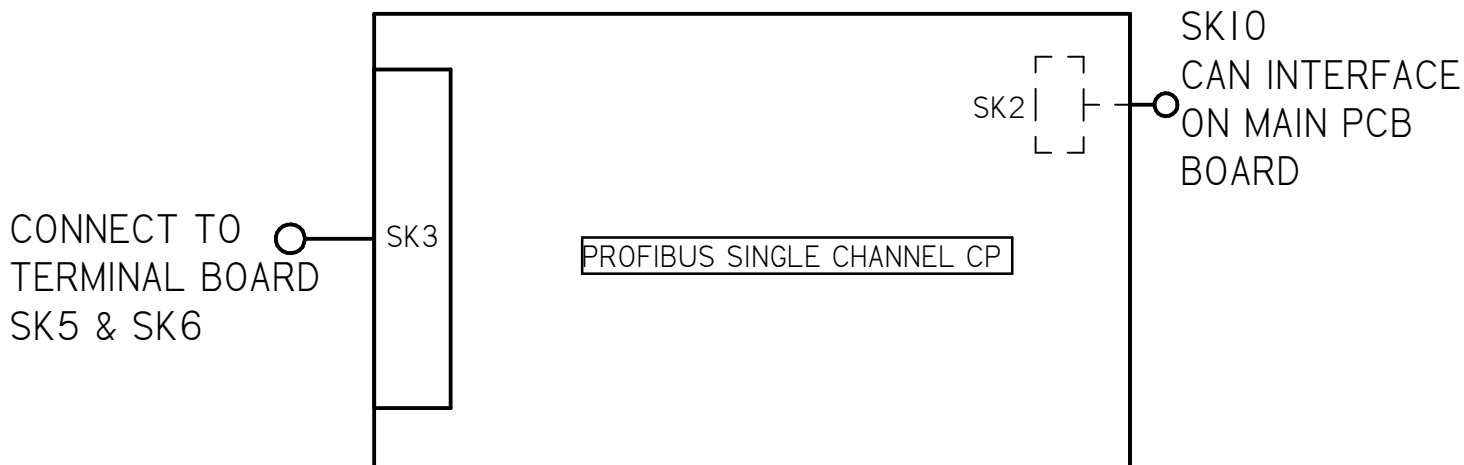 SK10
CAN INTERFACE
ON MAIN PCB
BOARD
SK2
CONNECT TO
TERMINAL BOARD
SK5 & SK6
SK3
PROFIBUS SINGLE CHANNEL CP